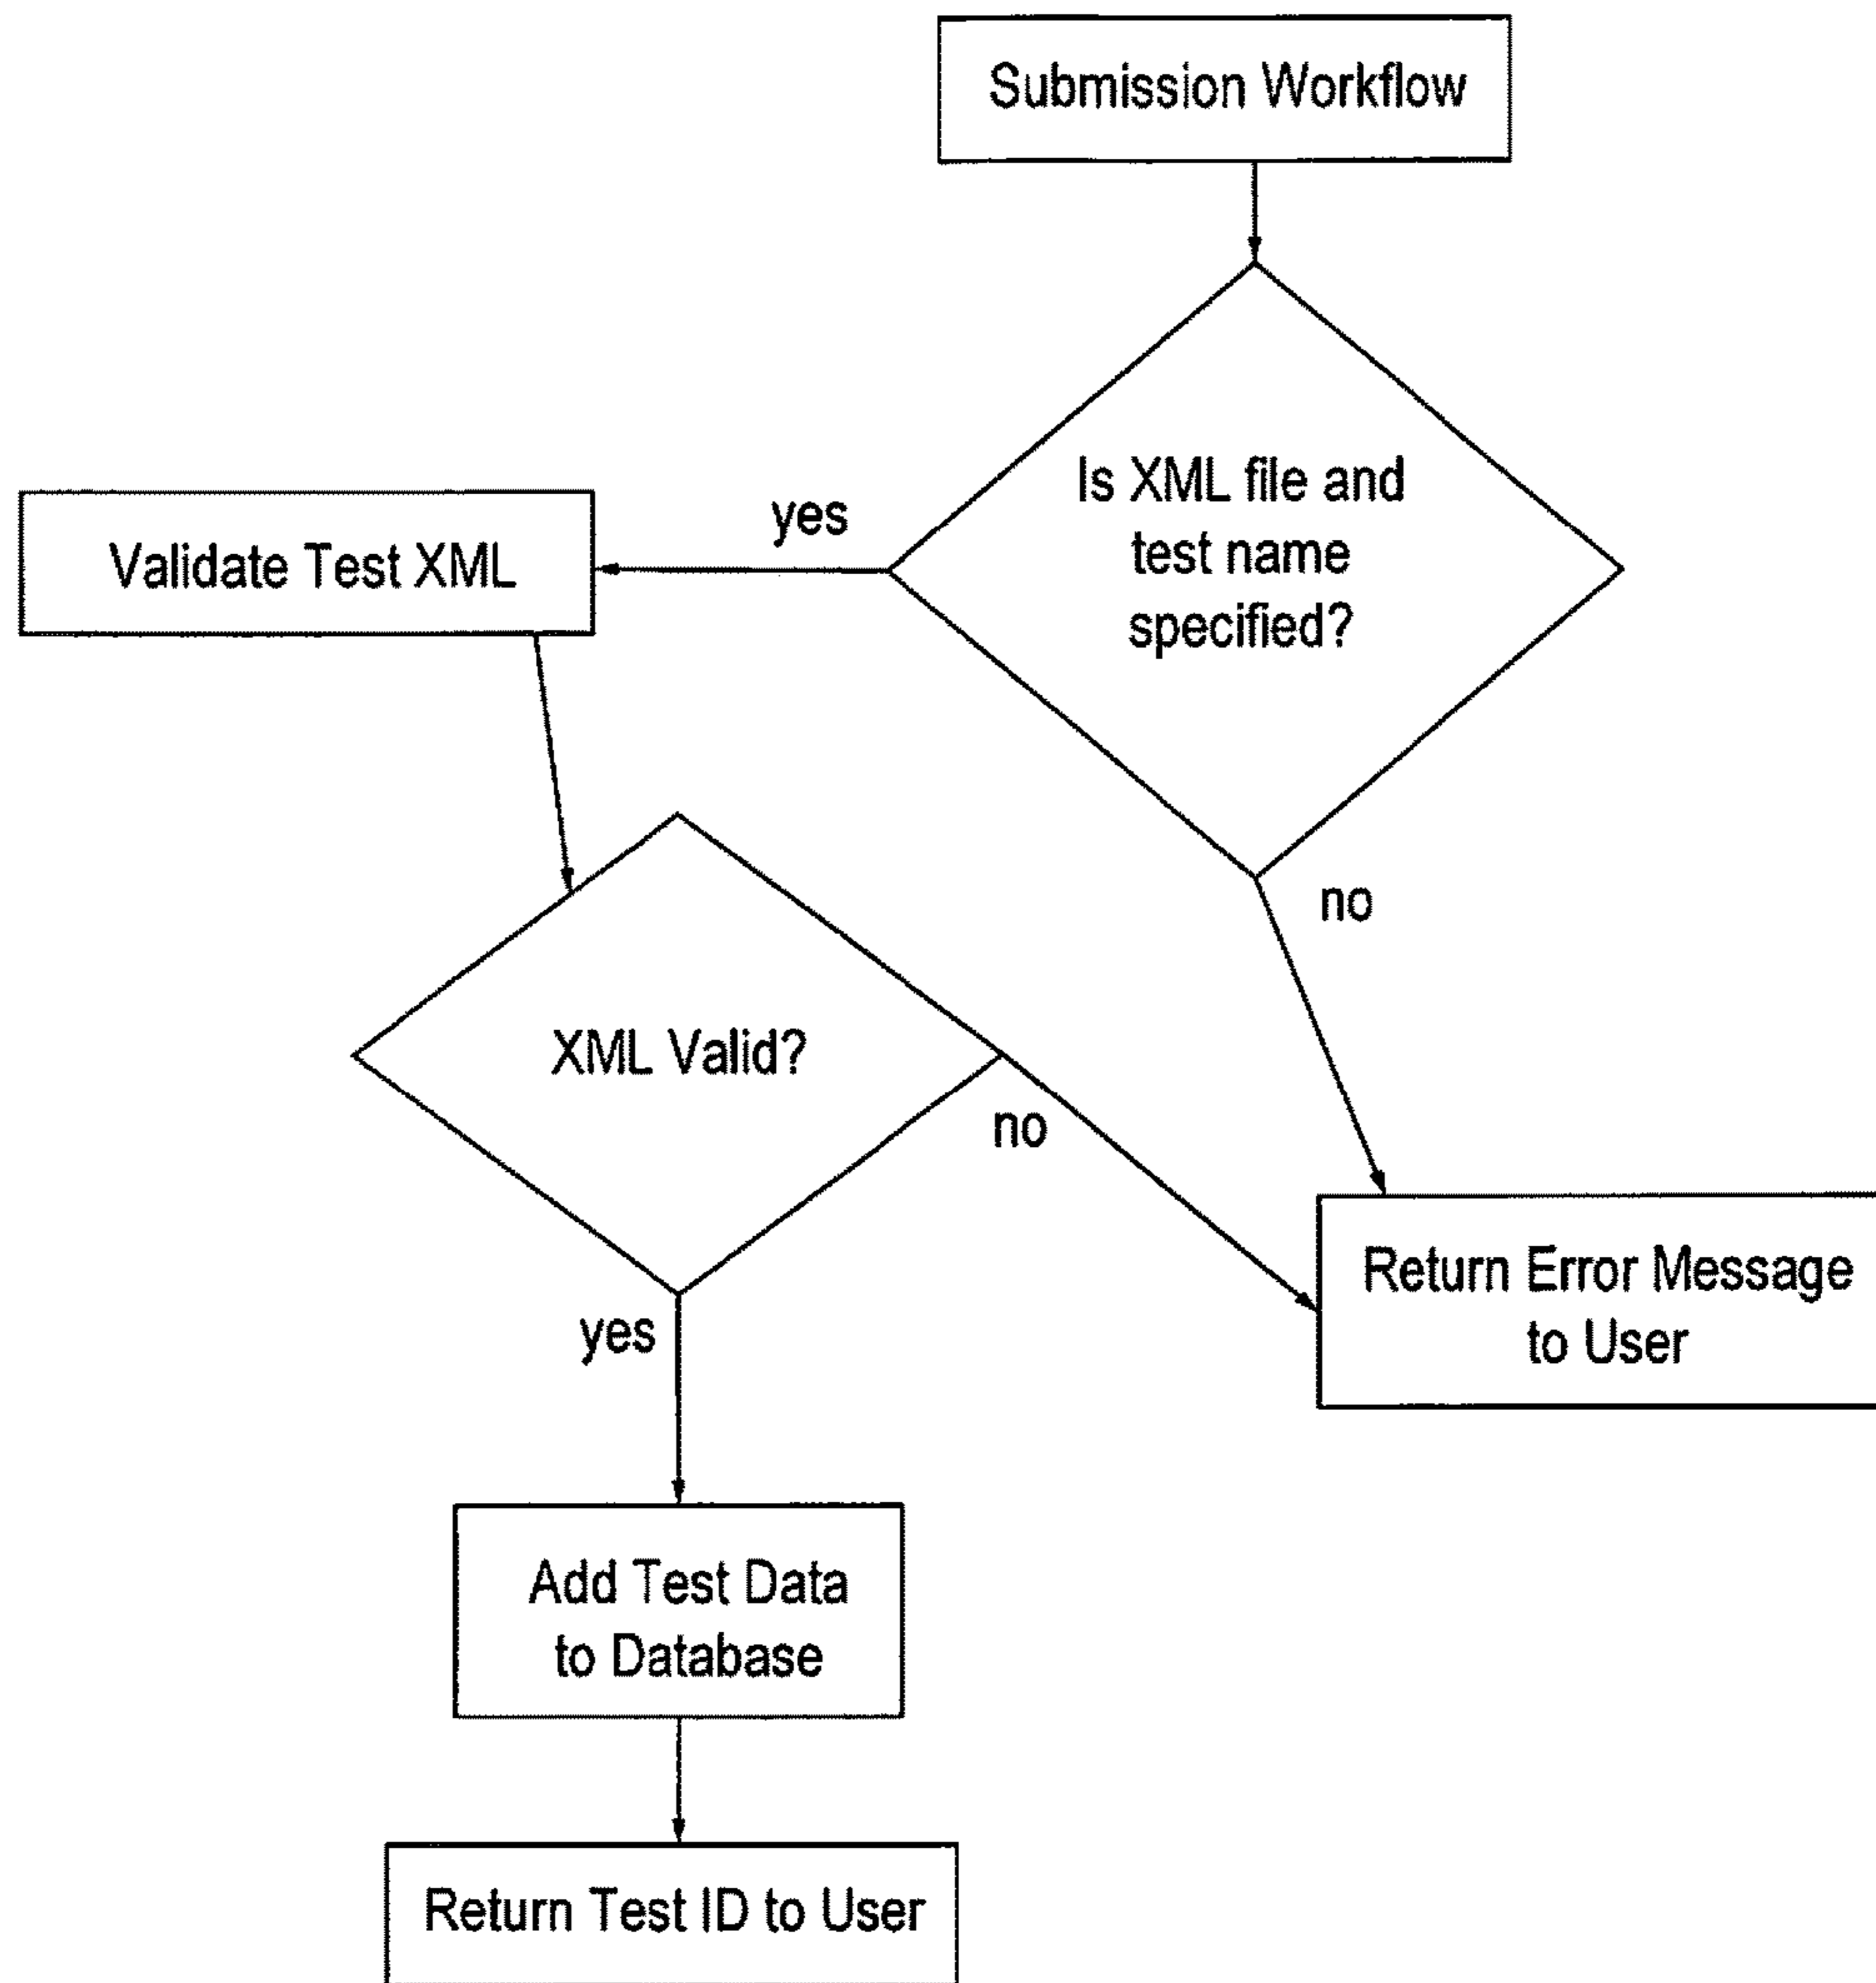 Submission Workflow
Is XML file and
test name
specified?
yes
Validate Test XML
no
XML Valid?
no
yes
Return Error Message
to User
Add Test Data
to Database
Return Test ID to User